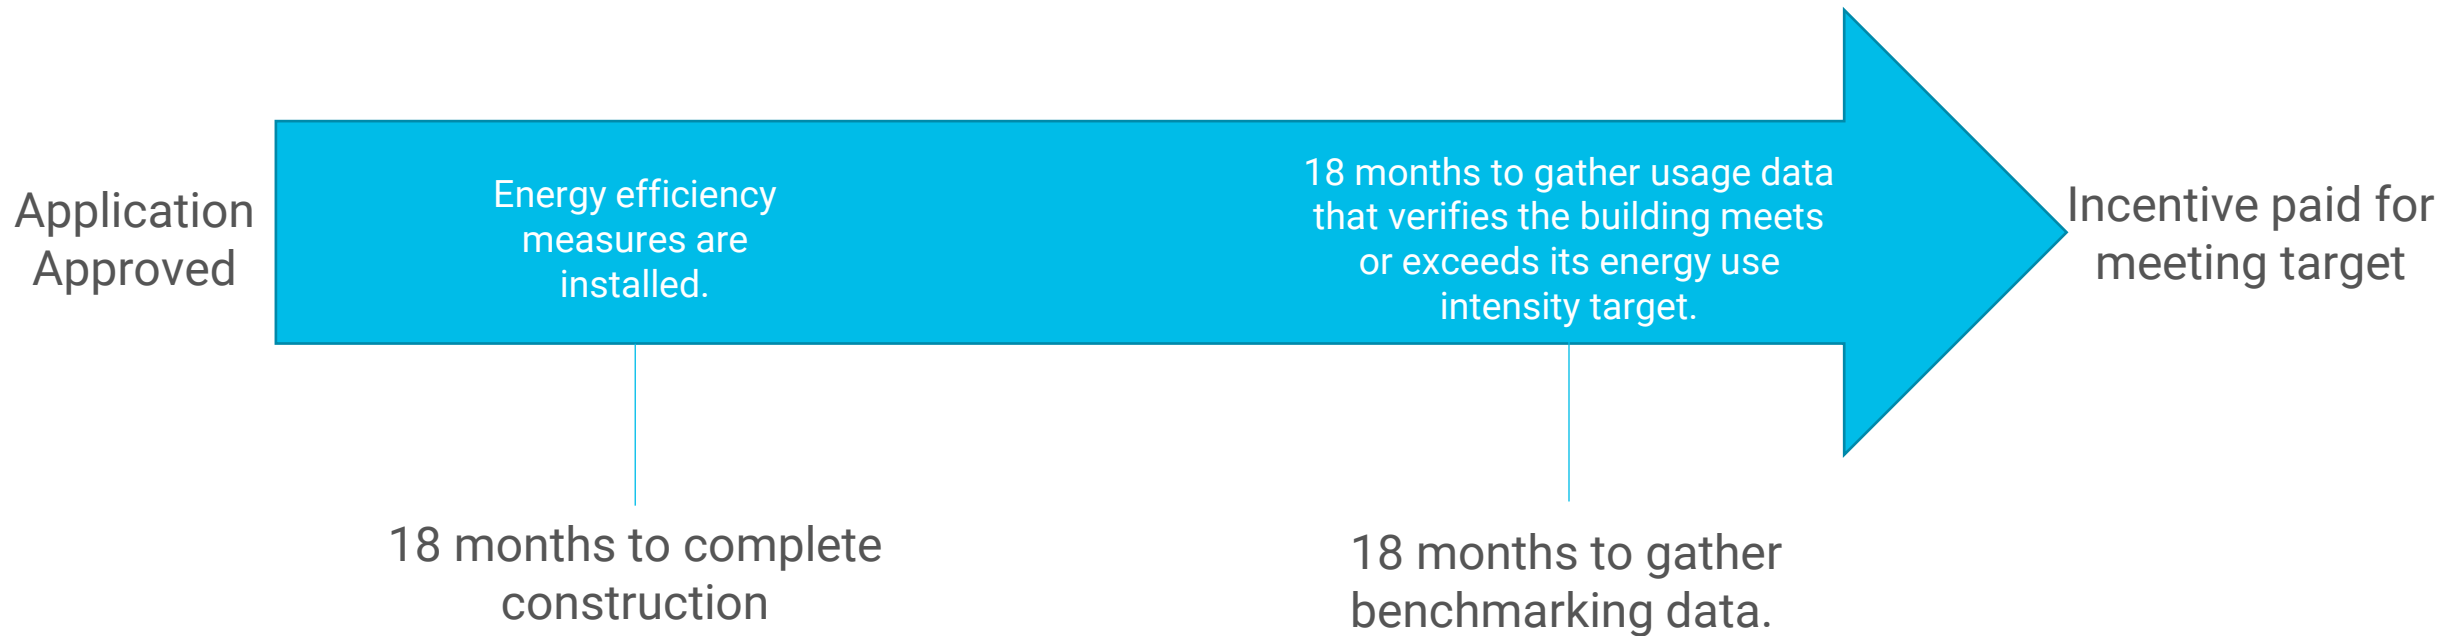 Application
Approved
Energy efficiency
measures are
installed.
18 months to gather usage data
that verifies the building meets
or exceeds its energy use
intensity target.
Incentive paid for
meeting target
18 months to complete
construction
18 months to gather
benchmarking data.